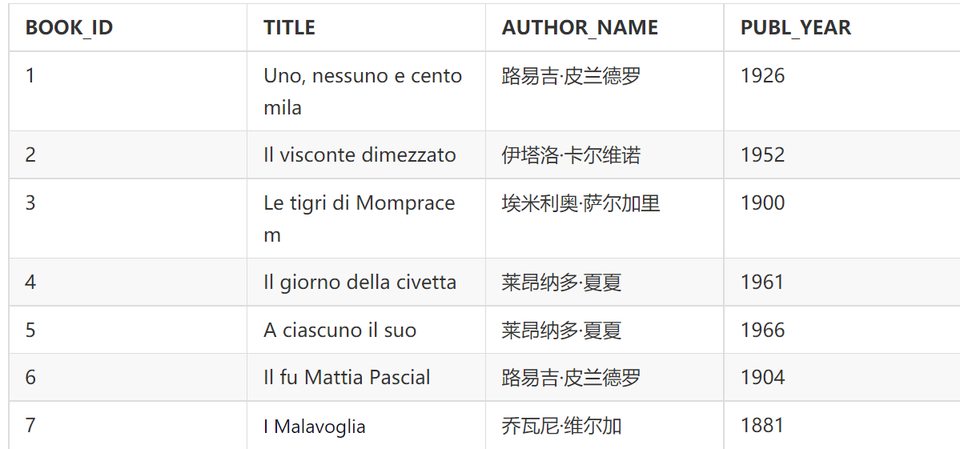 BOOK_ID TITLE AUTHOR_NAME PUBL_YEAR
1 Uno, nessuno e cento 路易吉·皮兰德罗 1926
mila
2 Il visconte dimezzato 伊塔洛·卡尔维诺 1952
3 Le tigri di Momprace 埃米利奥·萨尔加里 1900
m
4 Il giorno della civetta 莱昂纳多·夏夏 1961
5 A ciascuno il suo 莱昂纳多·夏夏 1966
6 Il fu Mattia Pascial 路易吉·皮兰德罗 1904
7 I Malavoglia 乔瓦尼·维尔加 1881